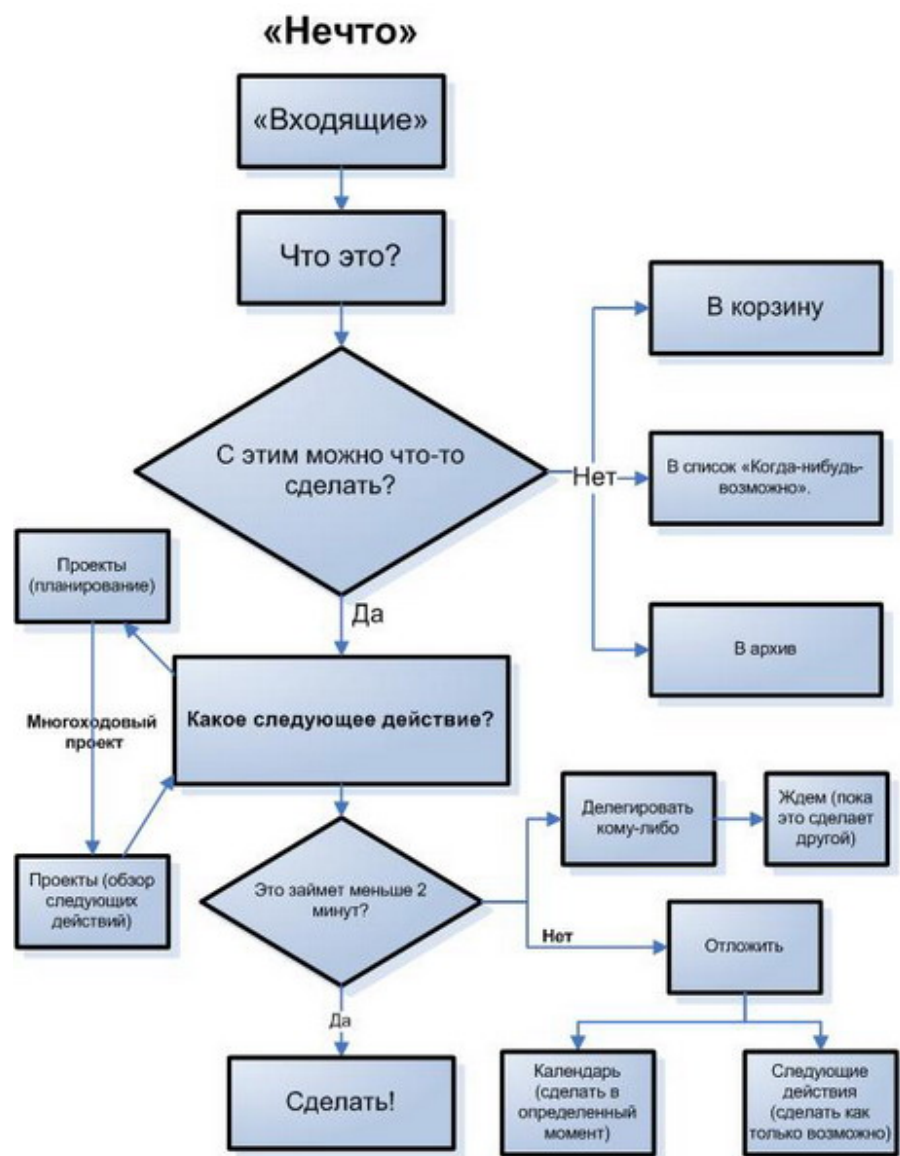 «Нечто»
«Входящие»
Что это?
В корзину
С этим можно что-то
сделать?
Нет
В список «Когда-нибудь-
возможно».
Проекты
(планирование)
Да
В архив
Многоходовый
проект
Какое следующее действие?
Делегировать
кому-либо
Ждем (пока
это сделает
другой)
Проекты (обзор
следующих
действий)
Это займет меньше 2
минут?
Нет
Отложить
Да
Сделать!
Календарь
(сделать в
определенный
момент)
Следующие
действия
(сделать как
только возможно)